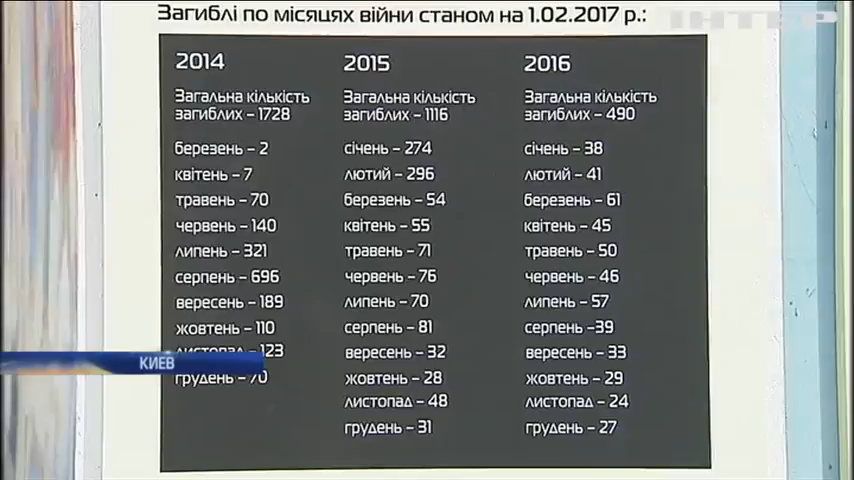 Загиблі по місяцях війни станом на 1.02.2017 р.:
ІНТЕР
2014
Загальна кількість
загиблих – 1728
березень – 2
квітень – 7
травень – 70
червень – 140
липень – 321
серпень – 696
вересень – 189
жовтень – 110
листопад – 123
грудень – 70
2015
Загальна кількість
загиблих – 1116
січень – 274
лютий – 296
березень – 54
квітень – 55
травень – 71
червень – 76
липень – 70
серпень – 81
вересень – 32
жовтень – 28
листопад – 48
грудень – 31
2016
Загальна кількість
загиблих – 490
січень – 38
лютий – 41
березень – 61
квітень – 45
травень – 50
червень – 46
липень – 57
серпень –39
вересень – 33
жовтень – 29
листопад – 24
грудень – 27
КИЕВ